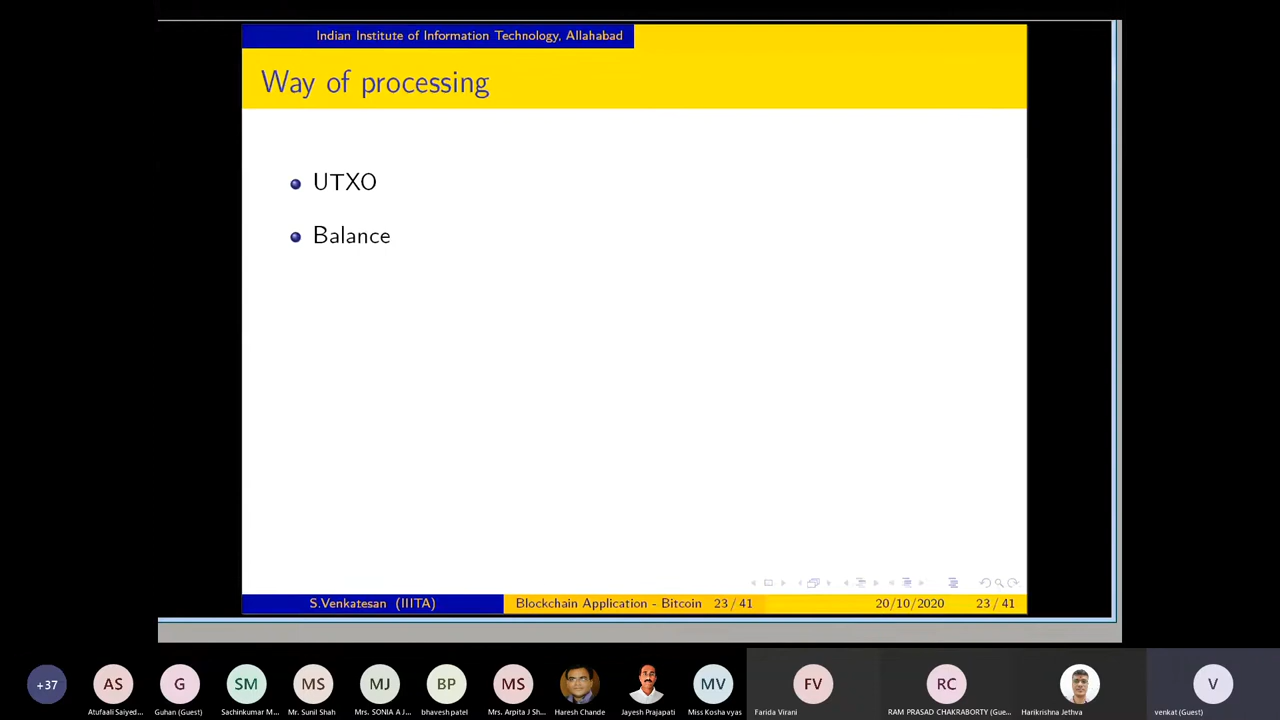 Indian Institute of Information Technology, Allahabad
Way of processing
UTXO
Balance
S.Venkatesan (IIITA)
Blockchain Application - Bitcoin 23 / 41
20/10/2020
23 / 41
+37
AS
G
SM
MS
MJ
BP
MS
MV
FV
RC
V
Atufaali Saiyed...
Guhan (Guest)
Sachinkumar M...
Mr. Sunil Shah
Mrs. SONIA A J...
bhavesh patel
Mrs. Arpita J Sh...
Haresh Chande
Jayesh Prajapati
Miss Kosha vyas
Farida Virani
RAM PRASAD CHAKRABORTY (Gue...
Harikrishna Jethva
venkat (Guest)